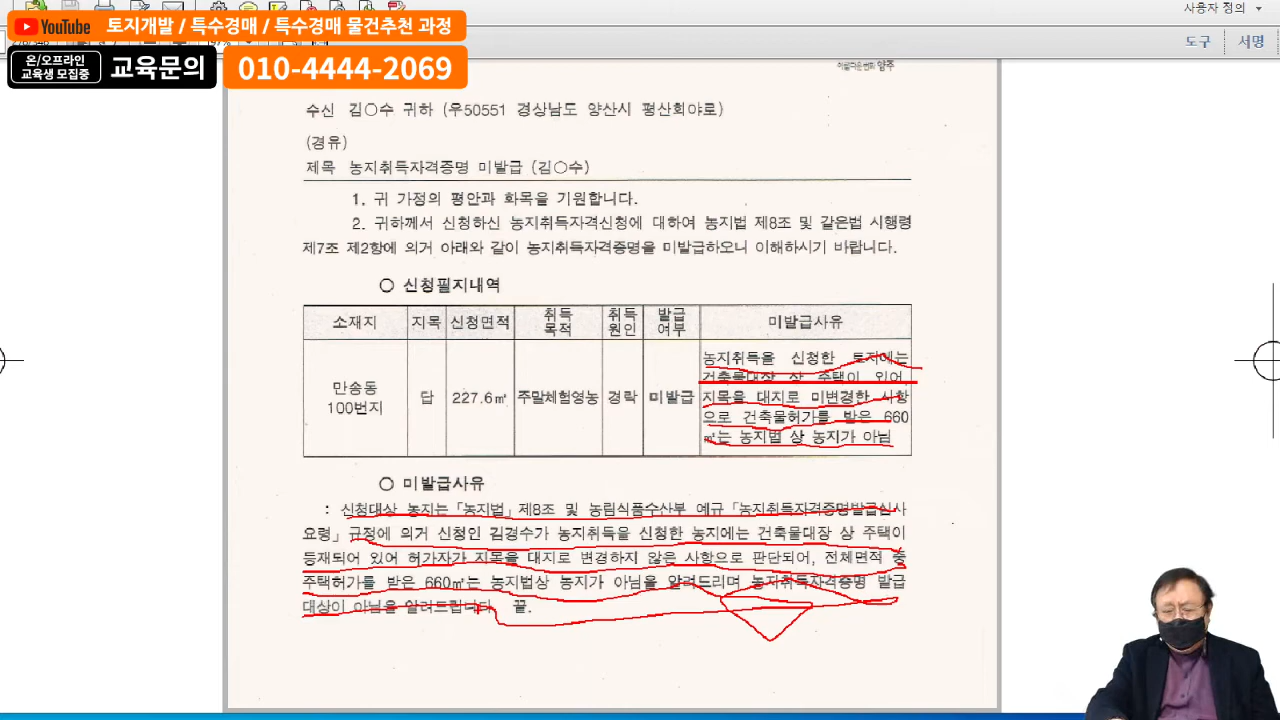 사용자 정의
YouTube 토지개발 / 특수경매 / 특수경매 물건추천 과정
도구 서명
온/오프라인
교육생 모집중
교육문의 010-4444-2069
수신 김○수 귀하 (우50551 경상남도 양산시 평산회야로)
(경유)
제목 농지취득자격증명 미발급 (김○수)
1. 귀 가정의 평안과 화목을 기원합니다.
2. 귀하께서 신청하신 농지취득자격신청에 대하여 농지법 제8조 및 같은법 시행령
제7조 제2항에 의거 아래와 같이 농지취득자격증명을 미발급하오니 이해하시기 바랍니다.
○ 신청필지내역
소재지 지목 신청면적 취득목적 취득원인 발급여부 미발급사유
만송동
100번지
답 227.6㎡ 주말체험영농 경락 미발급
농지취득을 신청한 토지에는
건축물대장 상 주택이 있어,
지목을 대지로 미변경한 사항
으로 건축물허가를 받은 660
㎡는 농지법 상 농지가 아님
○ 미발급사유
: 신청대상 농지는「농지법」제8조 및 농림식품수산부 예규「농지취득자격증명발급심사
요령」규정에 의거 신청인 김경수가 농지취득을 신청한 농지에는 건축물대장 상 주택이
등재되어 있어 허가자가 지목을 대지로 변경하지 않은 사항으로 판단되어, 전체면적 중
주택허가를 받은 660㎡는 농지법상 농지가 아님을 알려드리며 농지취득자격증명 발급
대상이 아님을 알려드립니다. 끝.